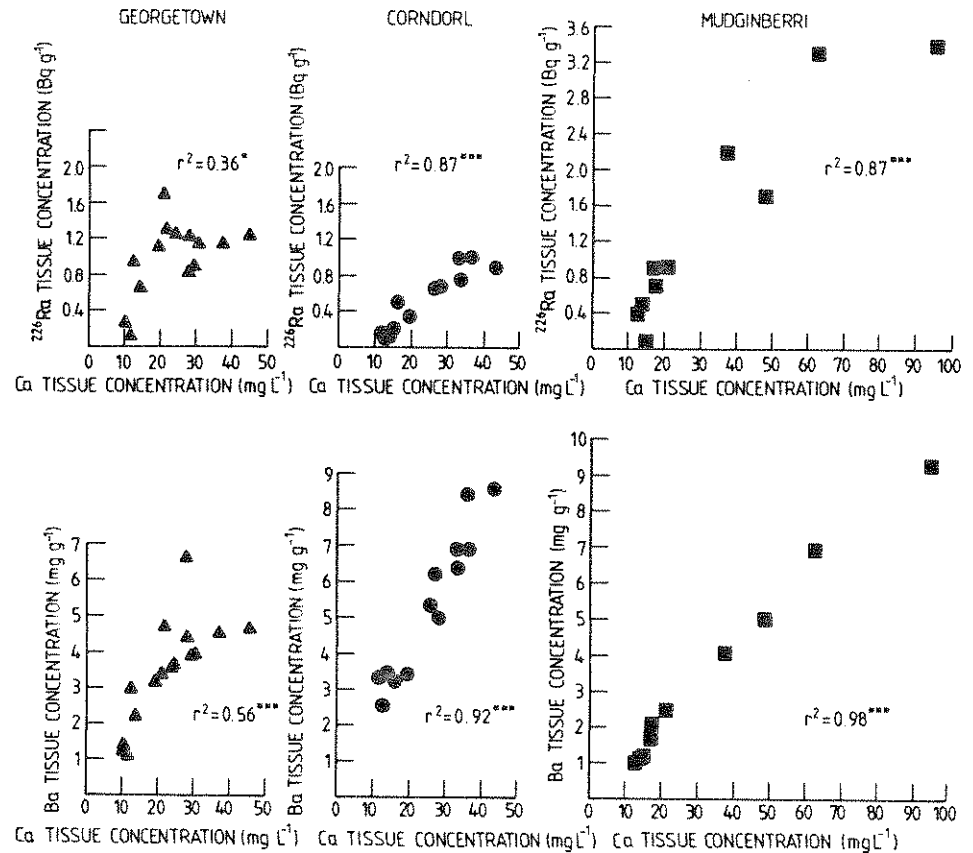 GEORGETOWN
CORNDORL
MUDGINBERRI
²²⁶Ra TISSUE CONCENTRATION (Bq g⁻¹)
2.0
1.6
1.2
0.8
0.4
r²=0.36*
0 10 20 30 40 50
Ca TISSUE CONCENTRATION (mg L⁻¹)
²²⁶Ra TISSUE CONCENTRATION (Bq g⁻¹)
2.0
1.6
1.2
0.8
0.4
r²=0.87***
0 10 20 30 40 50
Ca TISSUE CONCENTRATION (mg L⁻¹)
²²⁶Ra TISSUE CONCENTRATION (Bq g⁻¹)
3.6
3.2
2.8
2.4
2.0
1.6
1.2
0.8
0.4
r²=0.87***
0 10 20 30 40 50 60 70 80 90 100
Ca TISSUE CONCENTRATION (mg L⁻¹)
Ba TISSUE CONCENTRATION (mg g⁻¹)
7
6
5
4
3
2
1
r²=0.56***
0 10 20 30 40 50
Ca TISSUE CONCENTRATION (mg L⁻¹)
Ba TISSUE CONCENTRATION (mg g⁻¹)
9
8
7
6
5
4
3
2
1
r²=0.92***
0 10 20 30 40 50
Ca TISSUE CONCENTRATION (mg L⁻¹)
Ba TISSUE CONCENTRATION (mg g⁻¹)
10
9
8
7
6
5
4
3
2
1
r²=0.98***
0 10 20 30 40 50 60 70 80 90 100
Ca TISSUE CONCENTRATION (mg L⁻¹)